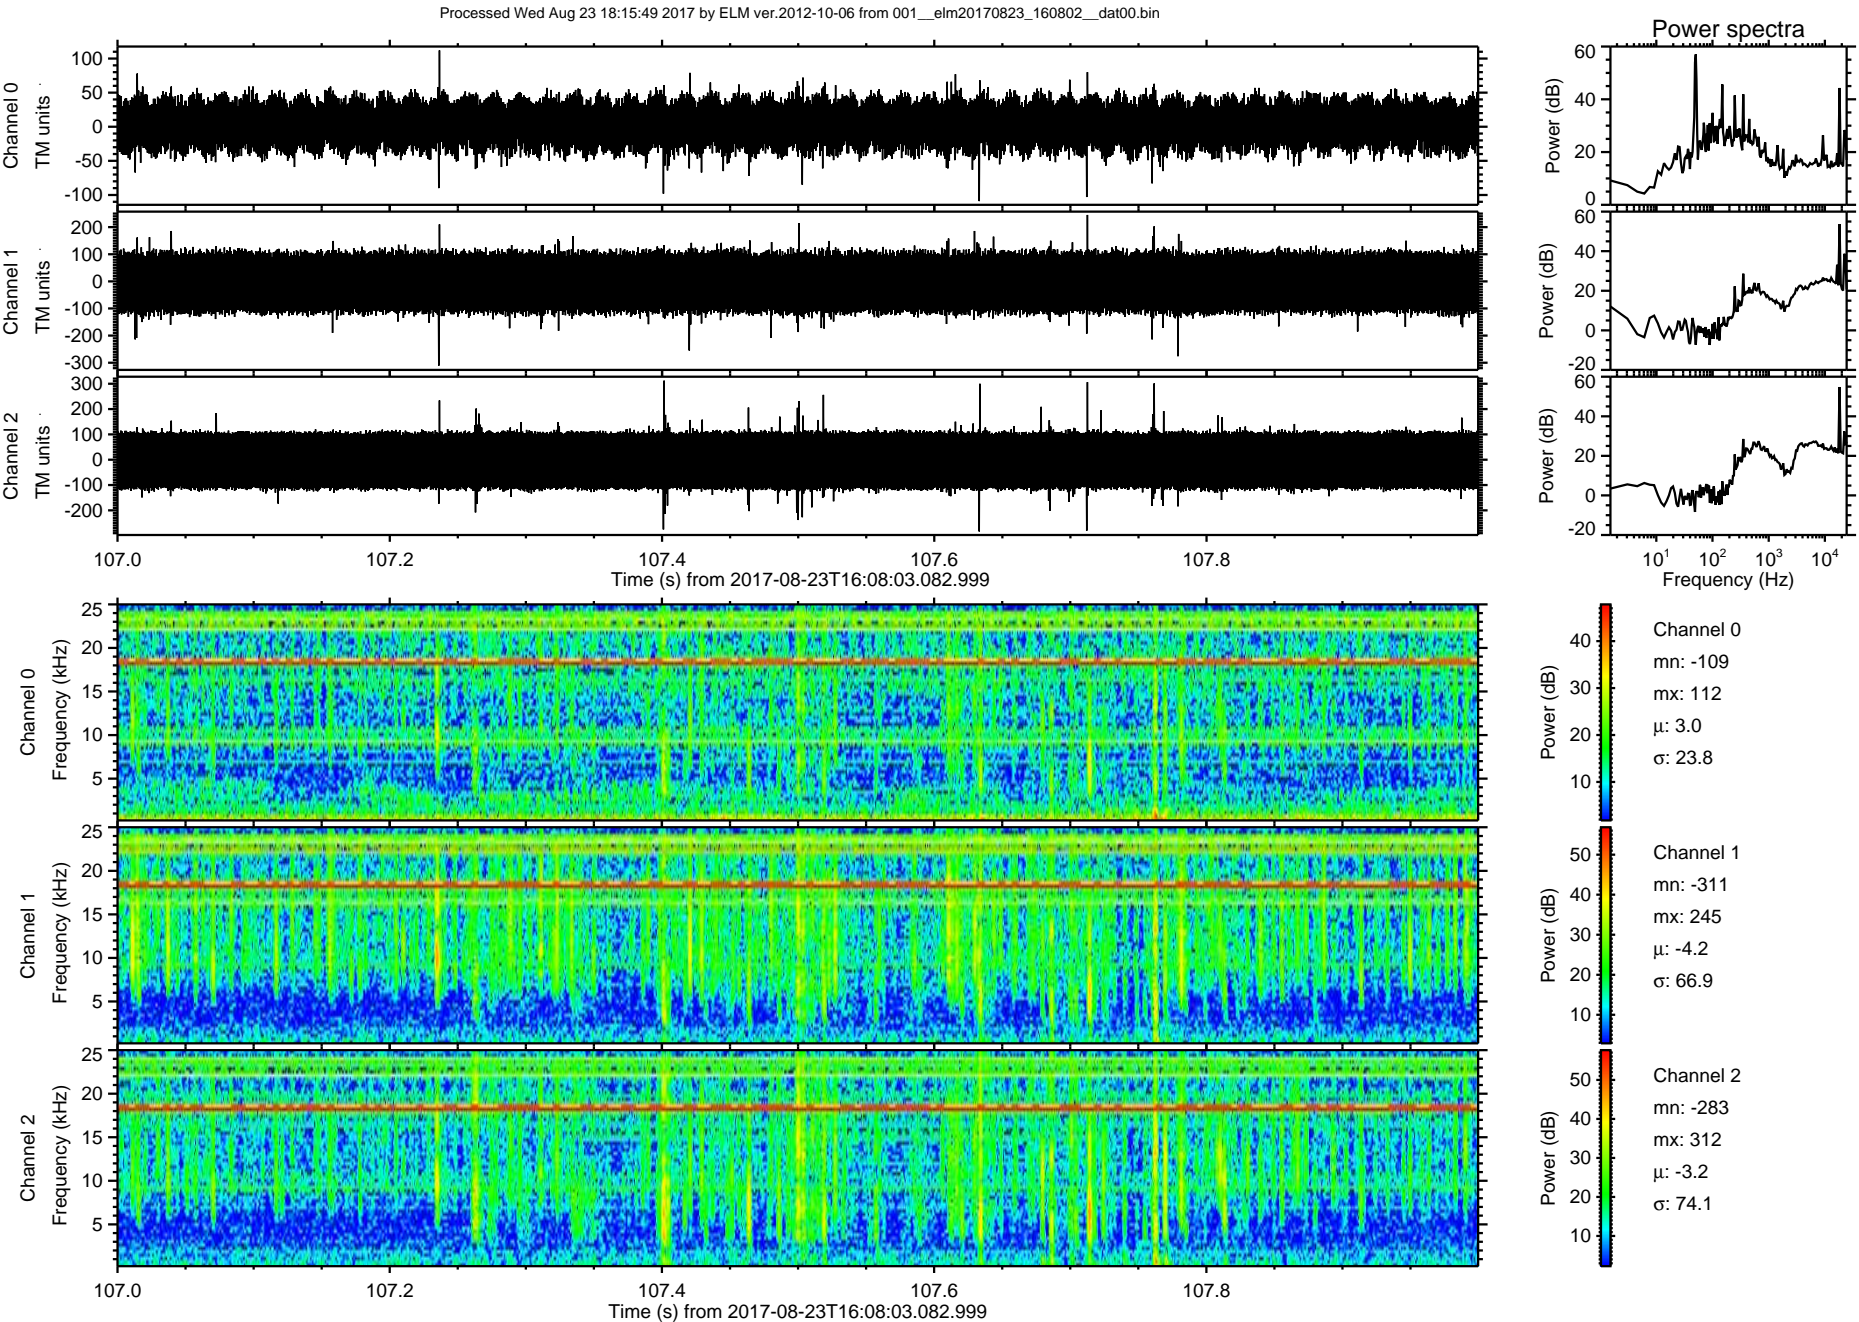 Processed Wed Aug 23 18:15:49 2017 by ELM ver.2012-10-06 from 001__elm20170823_160802__dat00.bin
Power spectra
Channel 0
TM units
100
50
0
-50
-100
Power (dB)
60
40
20
0
Channel 1
TM units
200
100
0
-100
-200
-300
Power (dB)
60
40
20
0
-20
Channel 2
TM units
300
200
100
0
-100
-200
Power (dB)
60
40
20
0
-20
107.0 107.2 107.4 107.6 107.8
Time (s) from 2017-08-23T16:08:03.082.999
10¹ 10² 10³ 10⁴
Frequency (Hz)
Channel 0
Frequency (kHz)
25
20
15
10
5
Power (dB)
40
30
20
10
Channel 0
mn: -109
mx: 112
μ: 3.0
σ: 23.8
Channel 1
Frequency (kHz)
25
20
15
10
5
Power (dB)
50
40
30
20
10
Channel 1
mn: -311
mx: 245
μ: -4.2
σ: 66.9
Channel 2
Frequency (kHz)
25
20
15
10
5
Power (dB)
50
40
30
20
10
Channel 2
mn: -283
mx: 312
μ: -3.2
σ: 74.1
107.0 107.2 107.4 107.6 107.8
Time (s) from 2017-08-23T16:08:03.082.999